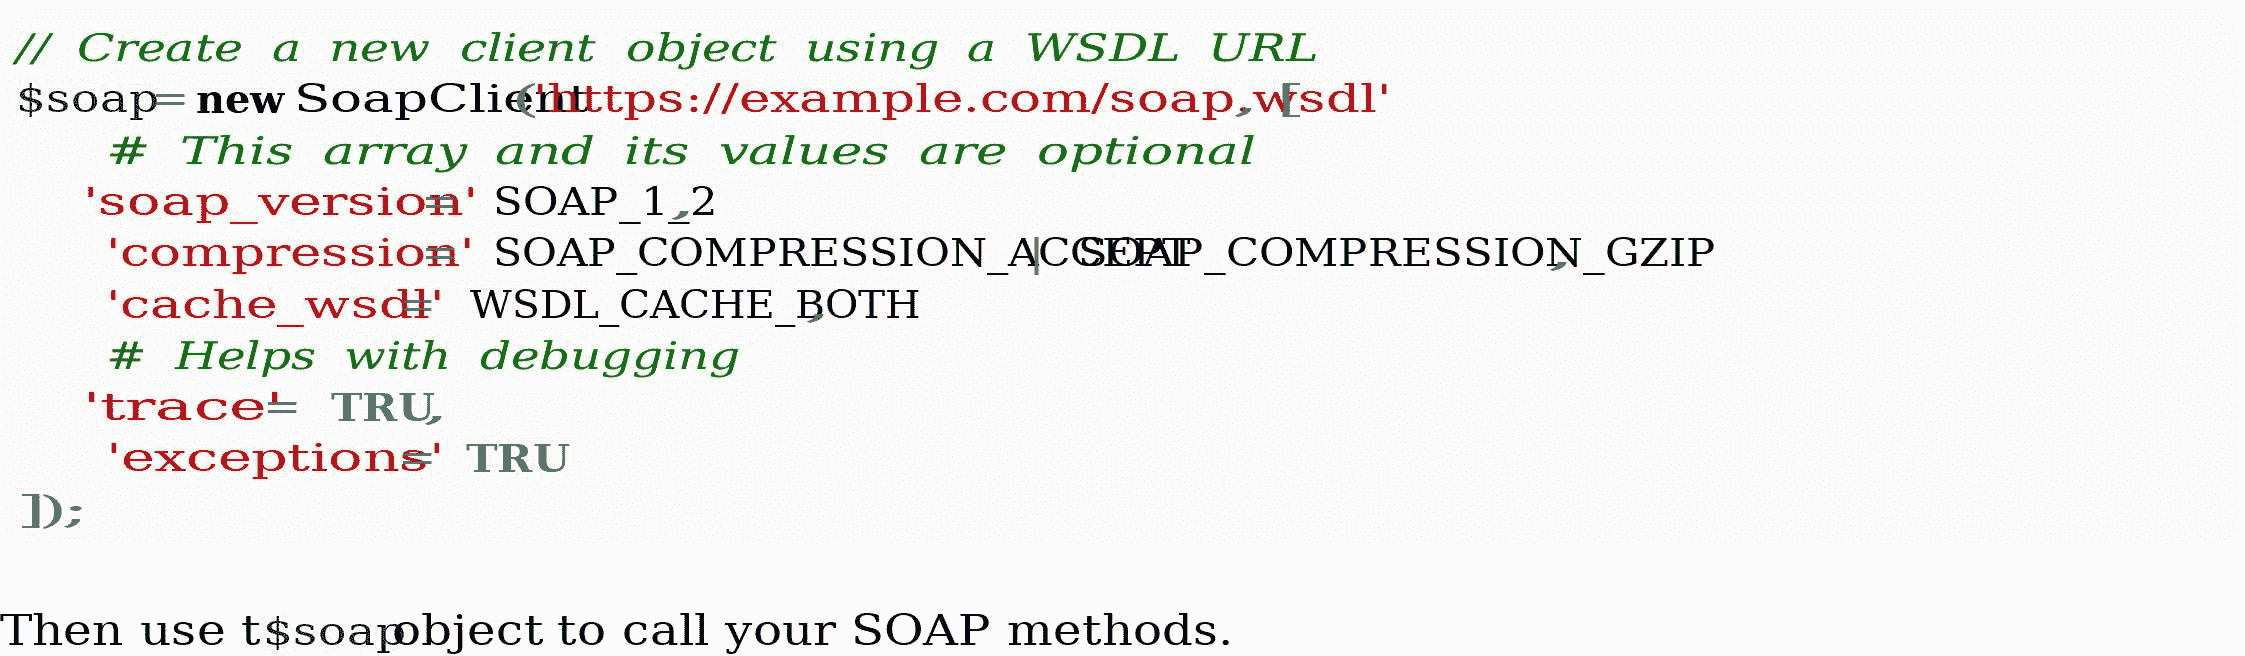 // Create a new client object using a WSDL URL
$soap = new SoapClient('https://example.com/soap.wsdl', [
# This array and its values are optional
'soap_version' = SOAP_1_2,
'compression' = SOAP_COMPRESSION_ACCEPT | SOAP_COMPRESSION_GZIP,
'cache_wsdl' = WSDL_CACHE_BOTH,
# Helps with debugging
'trace' = TRU,
'exceptions' = TRU
]);
Then use t $soap object to call your SOAP methods.